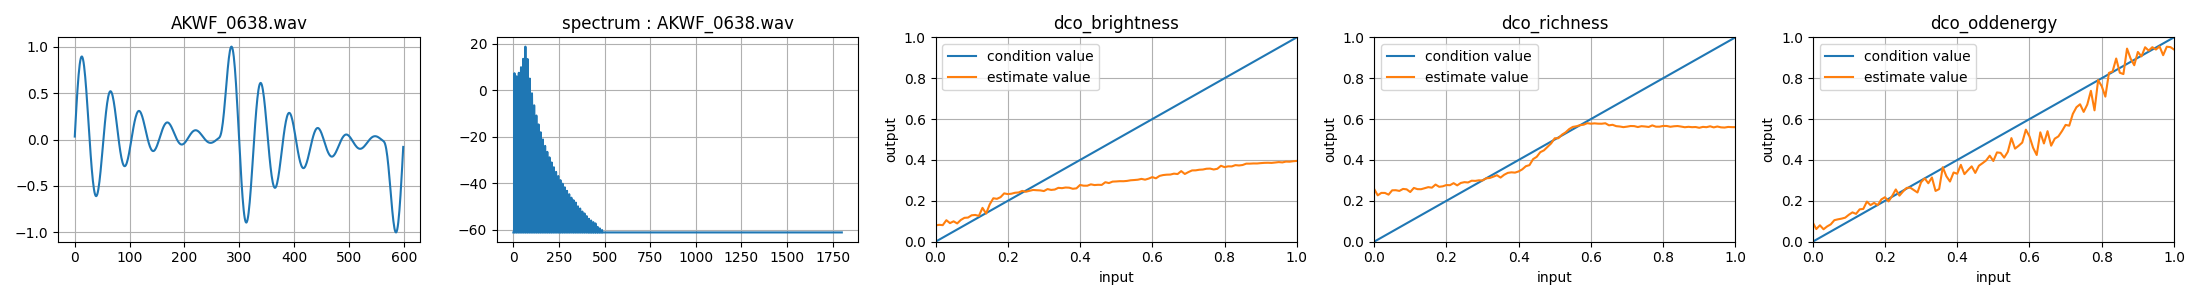 AKWF_0638.wav
1.0
0.5
0.0
−0.5
−1.0
0 100 200 300 400 500 600
spectrum : AKWF_0638.wav
20
0
−20
−40
−60
0 250 500 750 1000 1250 1500 1750
dco_brightness
condition value
estimate value
output
1.0
0.8
0.6
0.4
0.2
0.0
0.0 0.2 0.4 0.6 0.8 1.0
input
dco_richness
condition value
estimate value
output
1.0
0.8
0.6
0.4
0.2
0.0
0.0 0.2 0.4 0.6 0.8 1.0
input
dco_oddenergy
condition value
estimate value
output
1.0
0.8
0.6
0.4
0.2
0.0
0.0 0.2 0.4 0.6 0.8 1.0
input